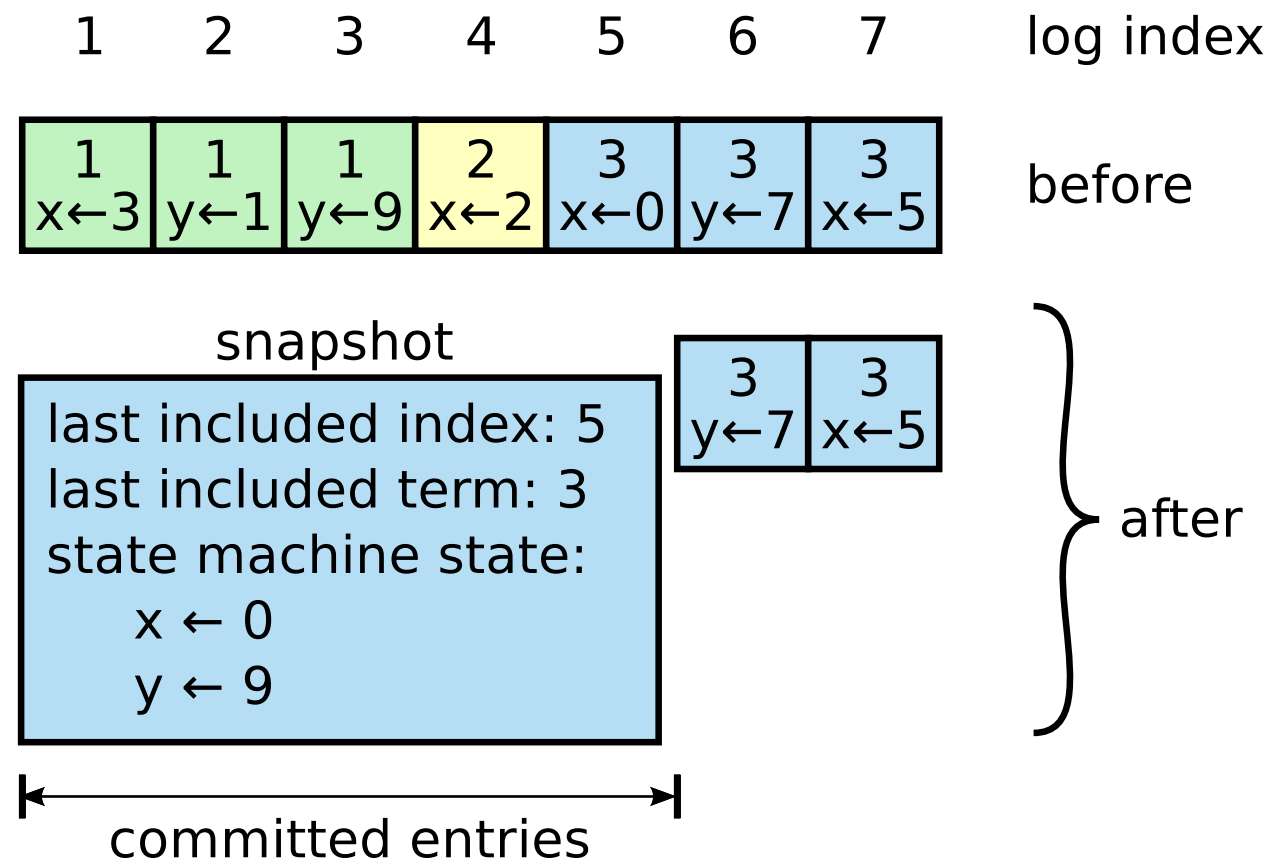 1 2 3 4 5 6 7 log index
1 1 1 2 3 3 3
x←3 y←1 y←9 x←2 x←0 y←7 x←5
before
snapshot
last included index: 5
last included term: 3
state machine state:
x ← 0
y ← 9
3 3
y←7 x←5
after
committed entries